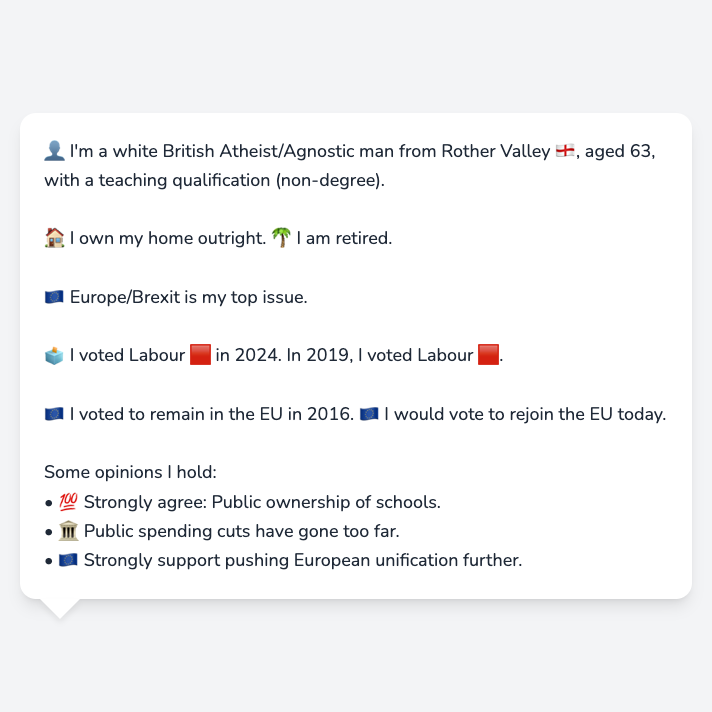 👤 I'm a white British Atheist/Agnostic man from Rother Valley 🏴󠁧󠁢󠁥󠁮󠁧󠁿, aged 63,
with a teaching qualification (non-degree).
🏠 I own my home outright. 🌴 I am retired.
🇪🇺 Europe/Brexit is my top issue.
🗳️ I voted Labour 🟥 in 2024. In 2019, I voted Labour 🟥.
🇪🇺 I voted to remain in the EU in 2016. 🇪🇺 I would vote to rejoin the EU today.
Some opinions I hold:
• 💯 Strongly agree: Public ownership of schools.
• 🏛️ Public spending cuts have gone too far.
• 🇪🇺 Strongly support pushing European unification further.